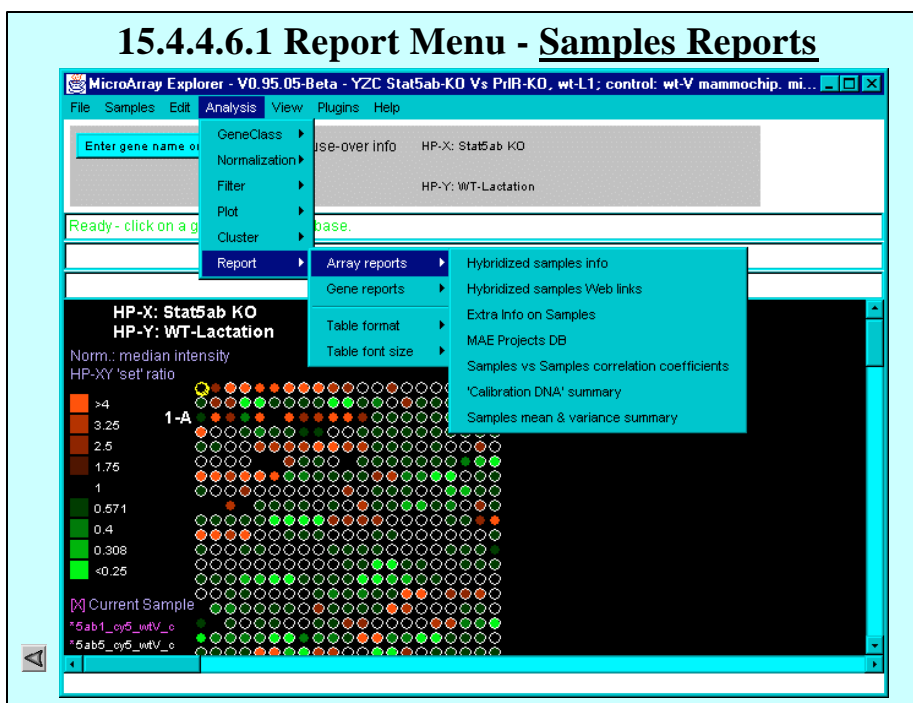 15.4.4.6.1 Report Menu - Samples Reports
MicroArray Explorer - V0.95.05-Beta - YZC Stat5ab-KO Vs PrlR-KO, wt-L1; control: wt-V mammochip. mi...
File Samples Edit Analysis View Plugins Help
Enter gene name o
use-over info
HP-X: Stat5ab KO
HP-Y: WT-Lactation
Ready - click on a g
base.
GeneClass
Normalization
Filter
Plot
Cluster
Report
Array reports
Gene reports
Table format
Table font size
Hybridized samples info
Hybridized samples Web links
Extra Info on Samples
MAE Projects DB
Samples vs Samples correlation coefficients
'Calibration DNA' summary
Samples mean & variance summary
HP-X: Stat5ab KO
HP-Y: WT-Lactation
Norm.: median intensity
HP-XY 'set' ratio
>4
3.25
2.5
1.75
1
0.571
0.4
0.308
<0.25
1-A
[X] Current Sample
*5ab1_cy5_wtV_c
*5ab5_cy5_wtV_c